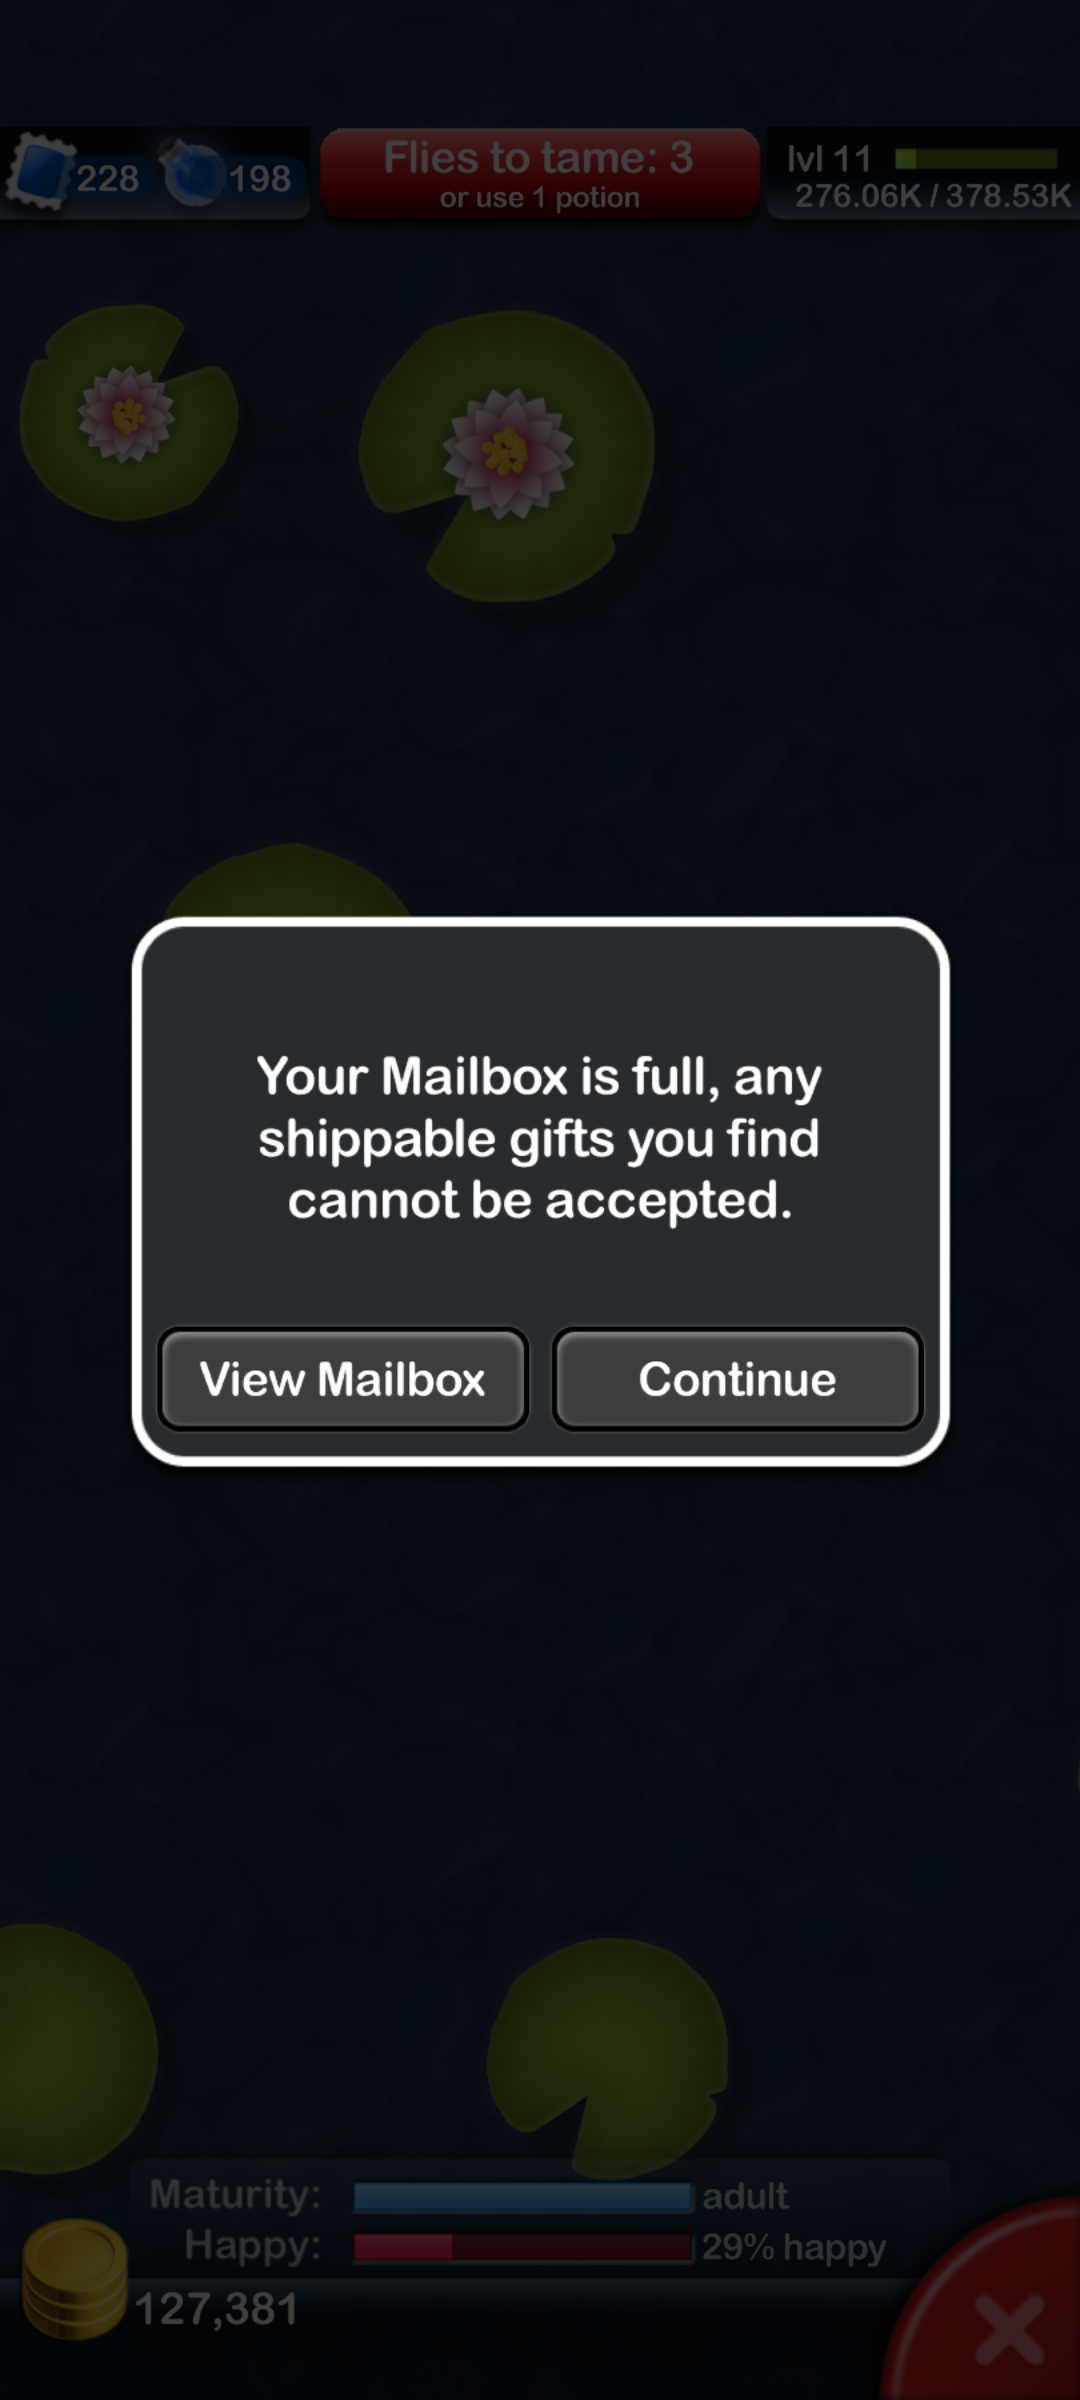 228
198
Flies to tame: 3
or use 1 potion
lvl 11
276.06K / 378.53K
Your Mailbox is full, any
shippable gifts you find
cannot be accepted.
View Mailbox
Continue
Maturity:
adult
Happy:
29% happy
127,381